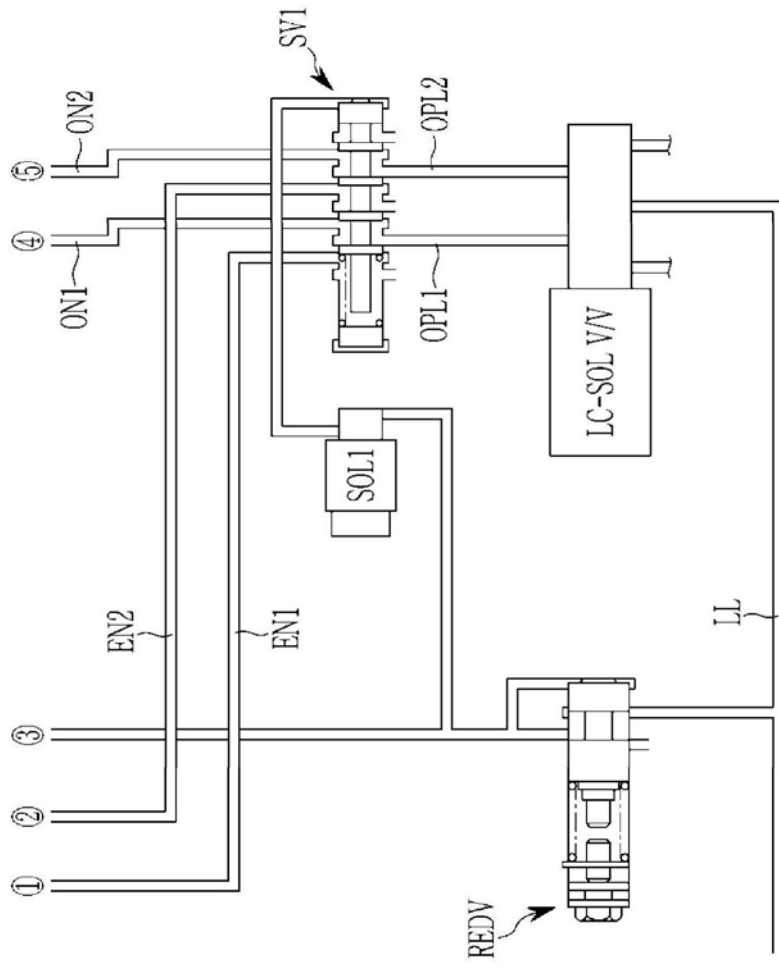 ①
②
③
④
⑤
ON1
ON2
EN2
EN1
SV1
SOL1
OPL1
OPL2
LC-SOL V/V
LL
REDV